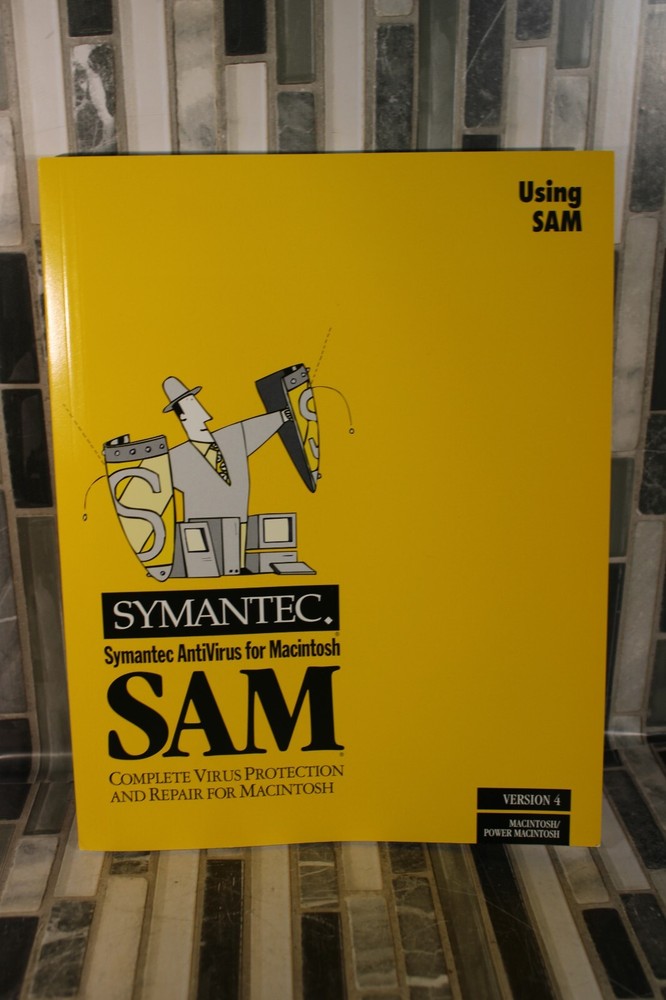 Using
SAM
S
S
SYMANTEC.
Symantec AntiVirus for Macintosh
SAM
COMPLETE VIRUS PROTECTION
AND REPAIR FOR MACINTOSH
VERSION 4
MACINTOSH/
POWER MACINTOSH